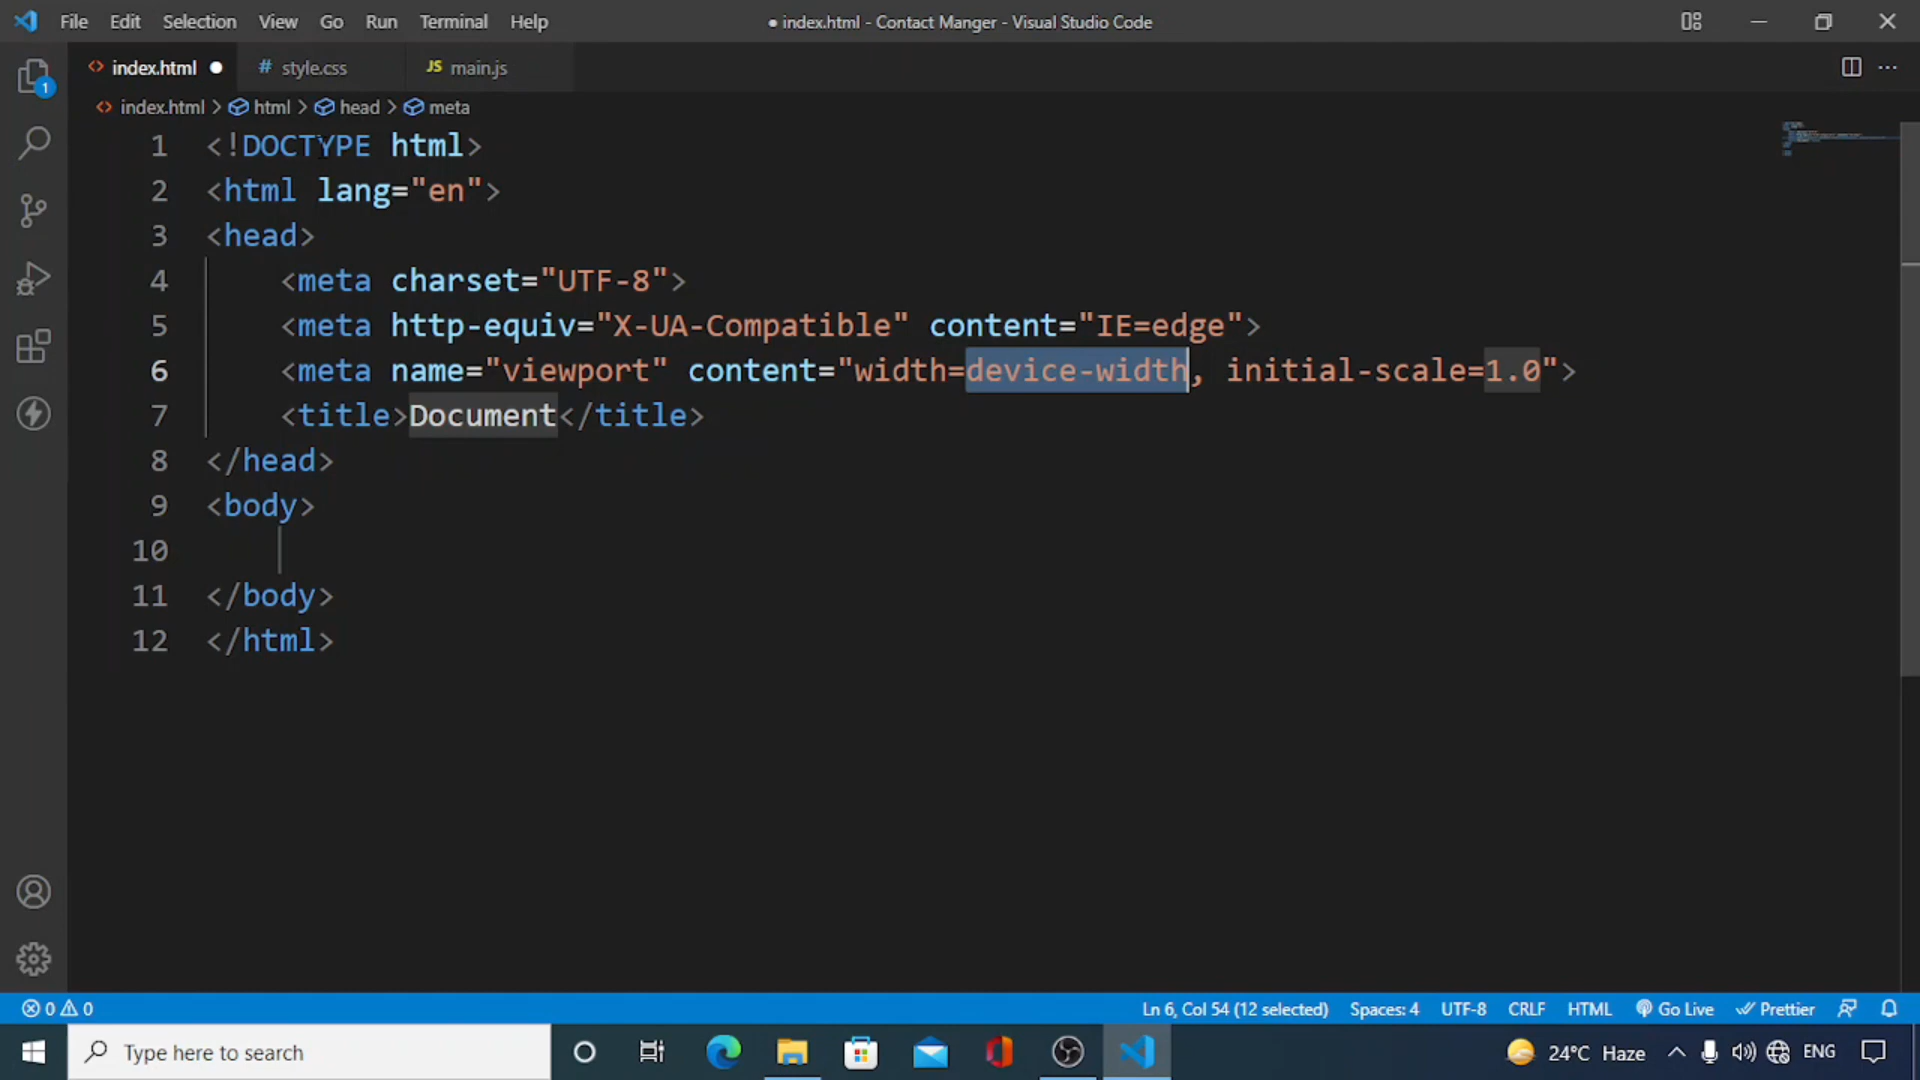 File Edit Selection View Go Run Terminal Help
● index.html - Contact Manger - Visual Studio Code
1
<> index.html ●
# style.css
JS main.js
<> index.html > html > head > meta
1 <!DOCTYPE html>
2 <html lang="en">
3 <head>
4 <meta charset="UTF-8">
5 <meta http-equiv="X-UA-Compatible" content="IE=edge">
6 <meta name="viewport" content="width=device-width, initial-scale=1.0">
7 <title>Document</title>
8 </head>
9 <body>
10
11 </body>
12 </html>
0 0
Ln 6, Col 54 (12 selected) Spaces: 4 UTF-8 CRLF HTML Go Live Prettier
Type here to search
24°C Haze
ENG